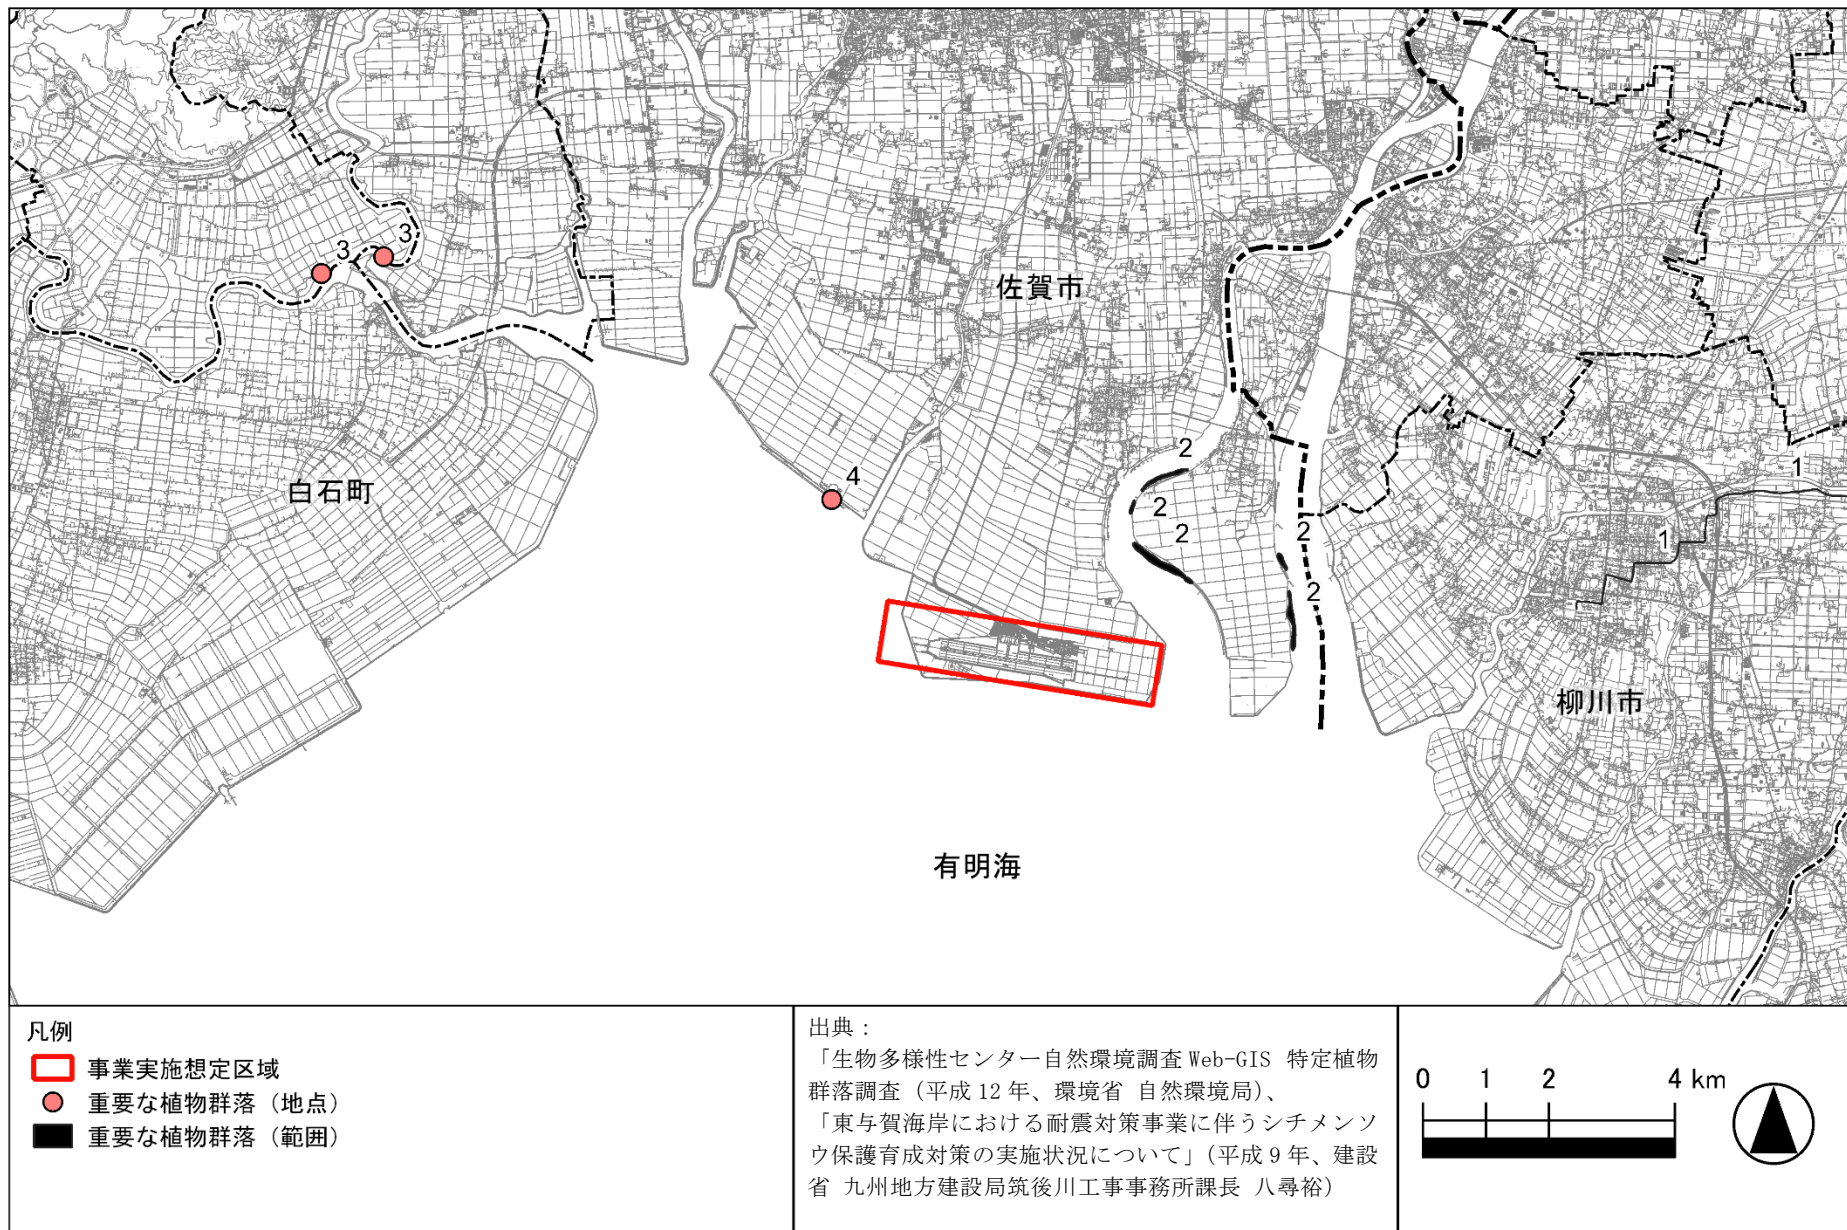 3
3
佐賀市
2
4
1
白石町
2
2
2
1
2
柳川市
有明海
凡例
事業実施想定区域
重要な植物群落（地点）
重要な植物群落（範囲）
出典：
「生物多様性センター自然環境調査 Web-GIS 特定植物
群落調査（平成 12 年、環境省 自然環境局）、
「東与賀海岸における耐震対策事業に伴うシチメンソ
ウ保護育成対策の実施状況について」（平成 9 年、建設
省 九州地方建設局筑後川工事事務所課長 八尋裕）
0 1 2 4 km